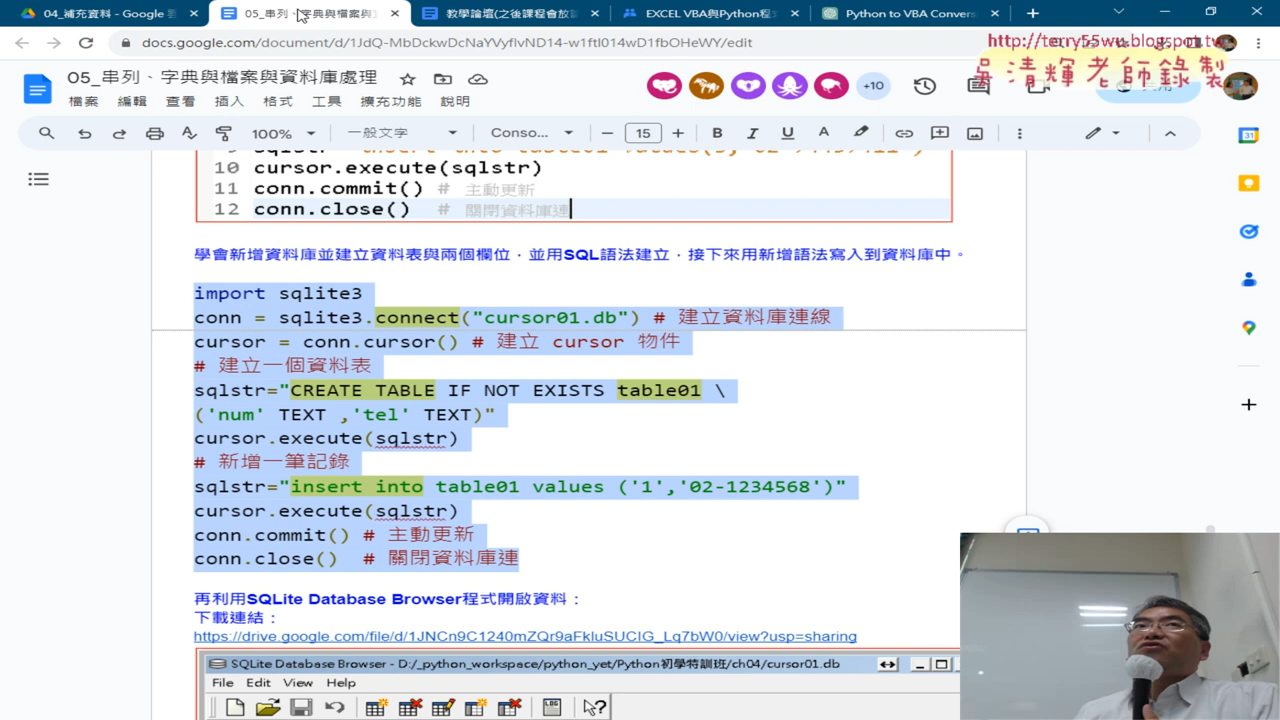 04_補充資料 - Google
05_串列、字典與檔案與資
教學論壇(之後課程會放
EXCEL VBA與Python程
Python to VBA Convers
docs.google.com/document/d/1JdQ-MbDckwDcNaYVyflvND14-w1ftI014wD1fbOHeWY/edit
http://terry55wu.blogspot.tw
吳清輝老師錄製
05_串列、字典與檔案與資料庫處理
檔案 編輯 查看 插入 格式 工具 擴充功能 說明
+10
100% 一般文字 Conso... 15 B I U A
10 cursor.execute(sqlstr)
11 conn.commit() # 主動更新
12 conn.close() # 關閉資料庫連
學會新增資料庫並建立資料表與兩個欄位，並用SQL語法建立，接下來用新增語法寫入到資料庫中。
import sqlite3
conn = sqlite3.connect("cursor01.db") # 建立資料庫連線
cursor = conn.cursor() # 建立 cursor 物件
# 建立一個資料表
sqlstr="CREATE TABLE IF NOT EXISTS table01 \
('num' TEXT ,'tel' TEXT)"
cursor.execute(sqlstr)
# 新增一筆記錄
sqlstr="insert into table01 values ('1','02-1234568')"
cursor.execute(sqlstr)
conn.commit() # 主動更新
conn.close() # 關閉資料庫連
再利用SQLite Database Browser程式開啟資料：
下載連結：
https://drive.google.com/file/d/1JNCn9C1240mZQr9aFkluSUCIG_Lq7bW0/view?usp=sharing
SQLite Database Browser - D:/_python_workspace/python_yet/Python初學特訓班/ch04/cursor01.db
File Edit View Help